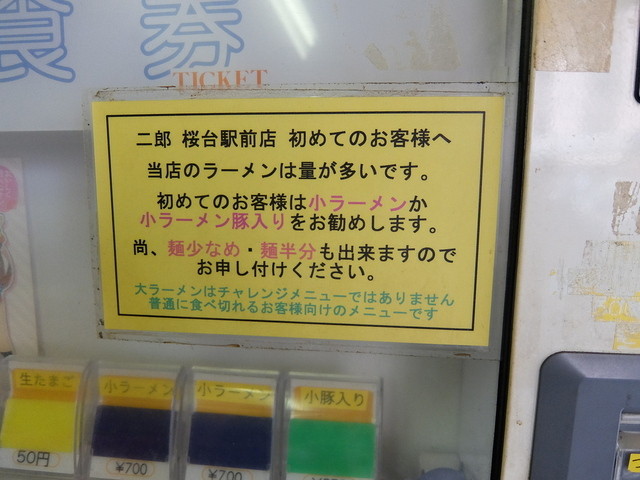 食券
TICKET
二郎 桜台駅前店 初めてのお客様へ
当店のラーメンは量が多いです。
初めてのお客様は小ラーメンか
小ラーメン豚入りをお勧めします。
尚、麺少なめ・麺半分も出来ますので
お申し付けください。
大ラーメンはチャレンジメニューではありません
普通に食べ切れるお客様向けのメニューです
生たまご
50円
小ラーメン
¥700
小ラーメン
¥700
小豚入り